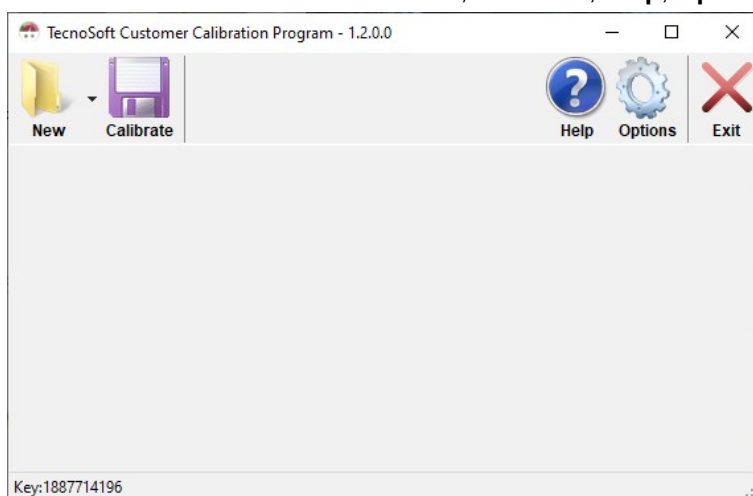 TecnoSoft Customer Calibration Program - 1.2.0.0
New Calibrate Help Options Exit
Key:1887714196